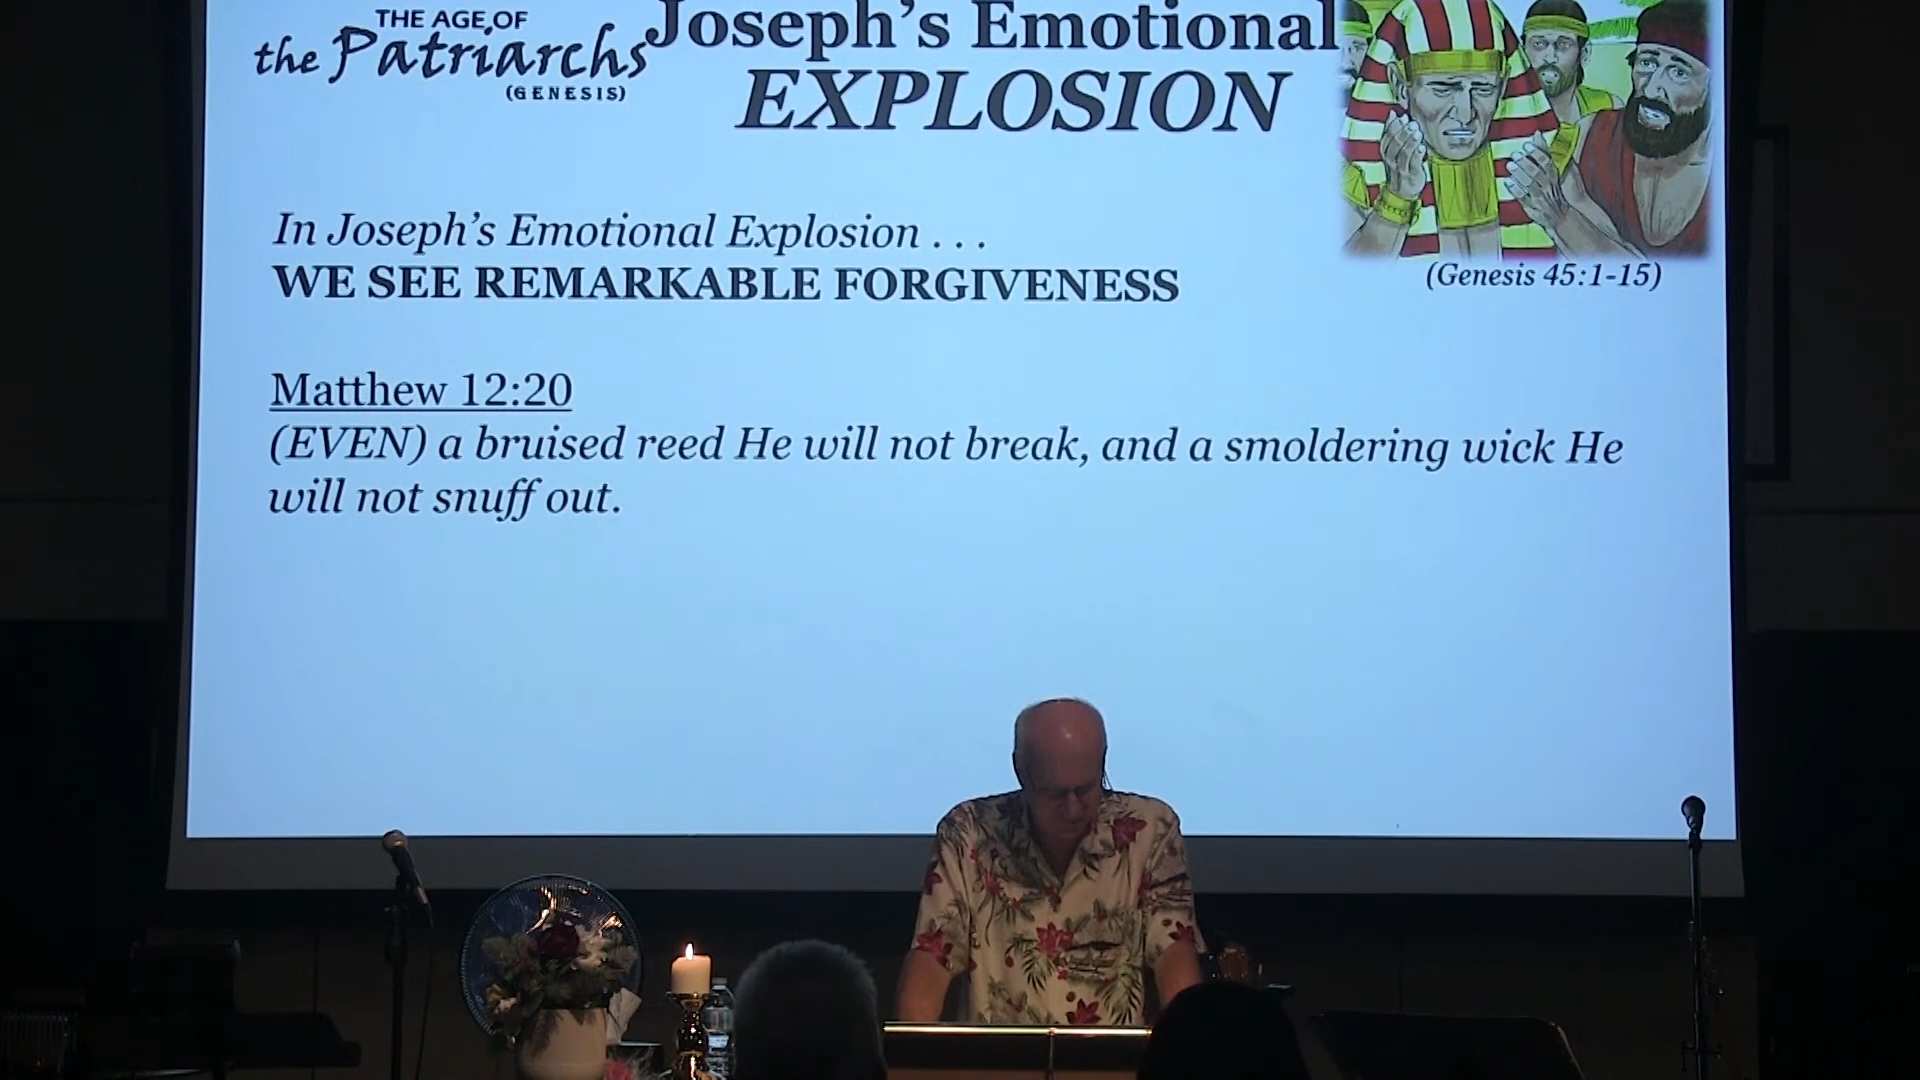 THE AGE OF
the Patriarchs
(GENESIS)
Joseph's Emotional
EXPLOSION
(Genesis 45:1-15)
In Joseph's Emotional Explosion . . .
WE SEE REMARKABLE FORGIVENESS
Matthew 12:20
(EVEN) a bruised reed He will not break, and a smoldering wick He
will not snuff out.